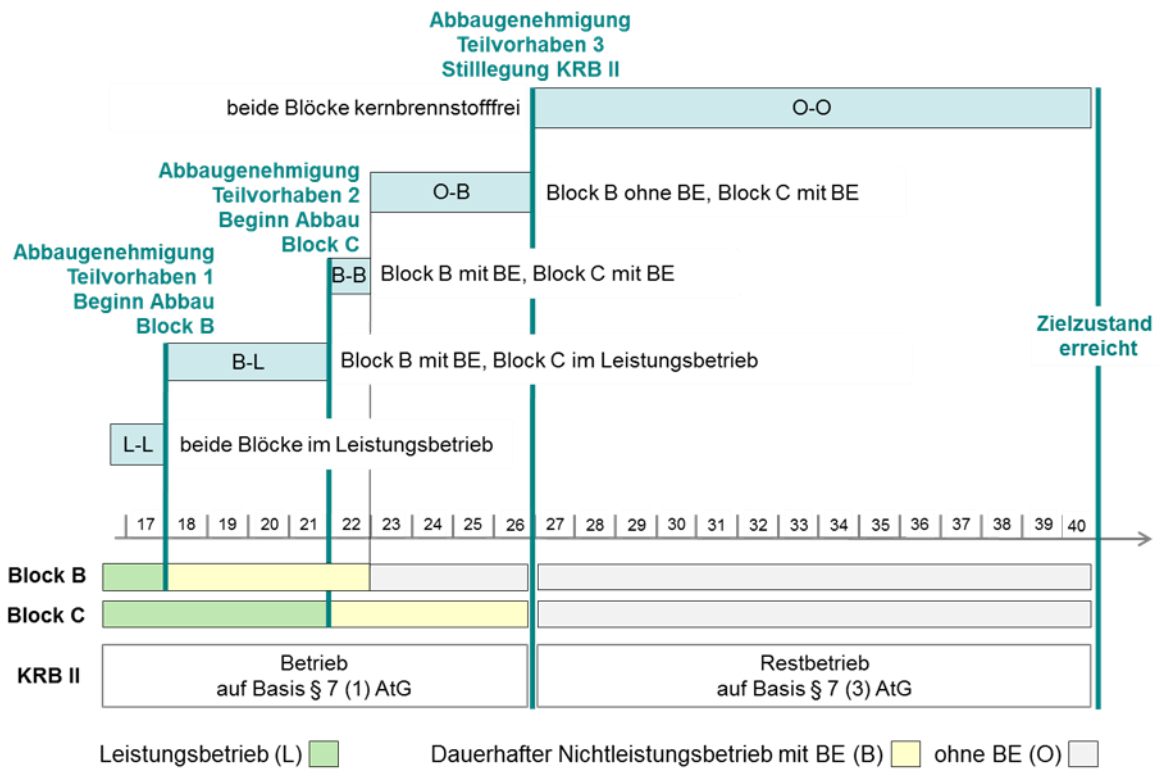 Abbaugenehmigung
Teilvorhaben 3
Stilllegung KRB II
beide Blöcke kernbrennstofffrei
O-O
Abbaugenehmigung
Teilvorhaben 2
Beginn Abbau
Block C
O-B
Block B ohne BE, Block C mit BE
Abbaugenehmigung
Teilvorhaben 1
Beginn Abbau
Block B
B-B
Block B mit BE, Block C mit BE
Zielzustand
erreicht
B-L
Block B mit BE, Block C im Leistungsbetrieb
L-L
beide Blöcke im Leistungsbetrieb
17 18 19 20 21 22 23 24 25 26 27 28 29 30 31 32 33 34 35 36 37 38 39 40
Block B
Block C
KRB II
Betrieb
auf Basis § 7 (1) AtG
Restbetrieb
auf Basis § 7 (3) AtG
Leistungsbetrieb (L)
Dauerhafter Nichtleistungsbetrieb mit BE (B)
ohne BE (O)